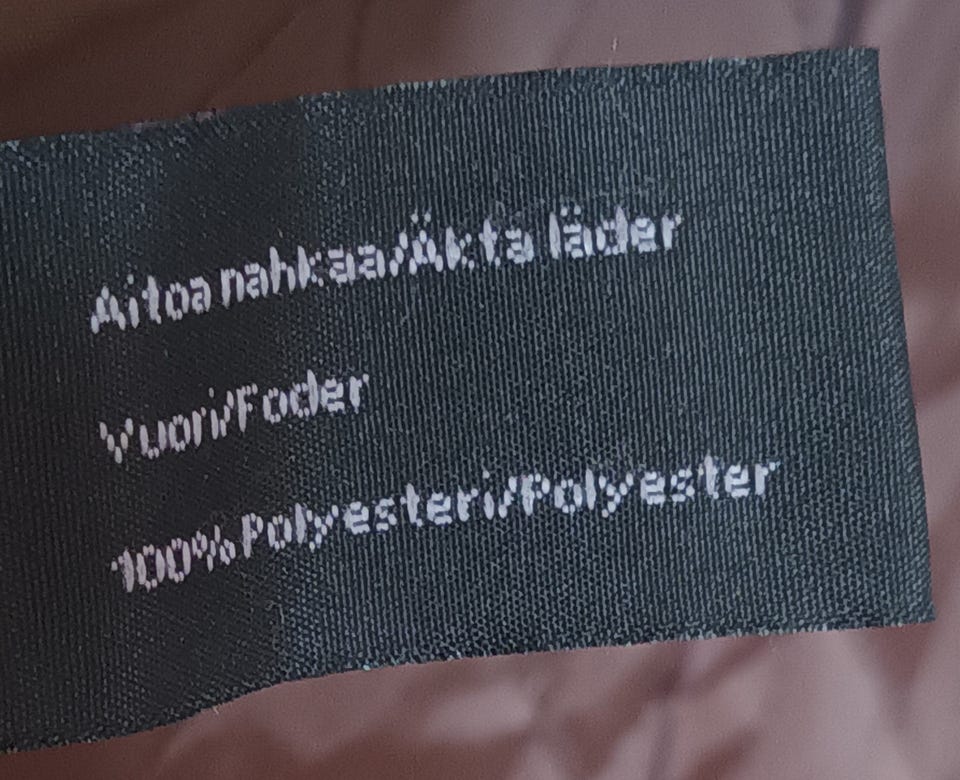 Aitoa nahkaa/Äkta läder
Vuori/Foder
100% Polyesteri/Polyester